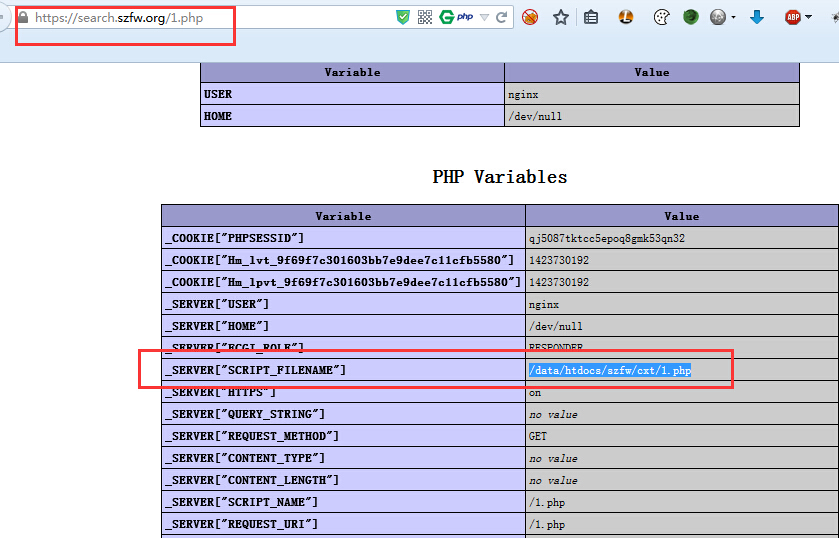 https://search.szfw.org/1.php
php
ABP
Variable Value
USER nginx
HOME /dev/null
PHP Variables
Variable Value
_COOKIE["PHPSESSID"] qj5087tktcc5epoq8gmk53qn32
_COOKIE["Hm_lvt_9f69f7c301603bb7e9dee7c11cfb5580"] 1423730192
_COOKIE["Hm_lpvt_9f69f7c301603bb7e9dee7c11cfb5580"] 1423730192
_SERVER["USER"] nginx
_SERVER["HOME"] /dev/null
_SERVER["FCGI_ROLE"] RESPONDER
_SERVER["SCRIPT_FILENAME"] /data/htdocs/szfw/cxt/1.php
_SERVER["HTTPS"] on
_SERVER["QUERY_STRING"] no value
_SERVER["REQUEST_METHOD"] GET
_SERVER["CONTENT_TYPE"] no value
_SERVER["CONTENT_LENGTH"] no value
_SERVER["SCRIPT_NAME"] /1.php
_SERVER["REQUEST_URI"] /1.php